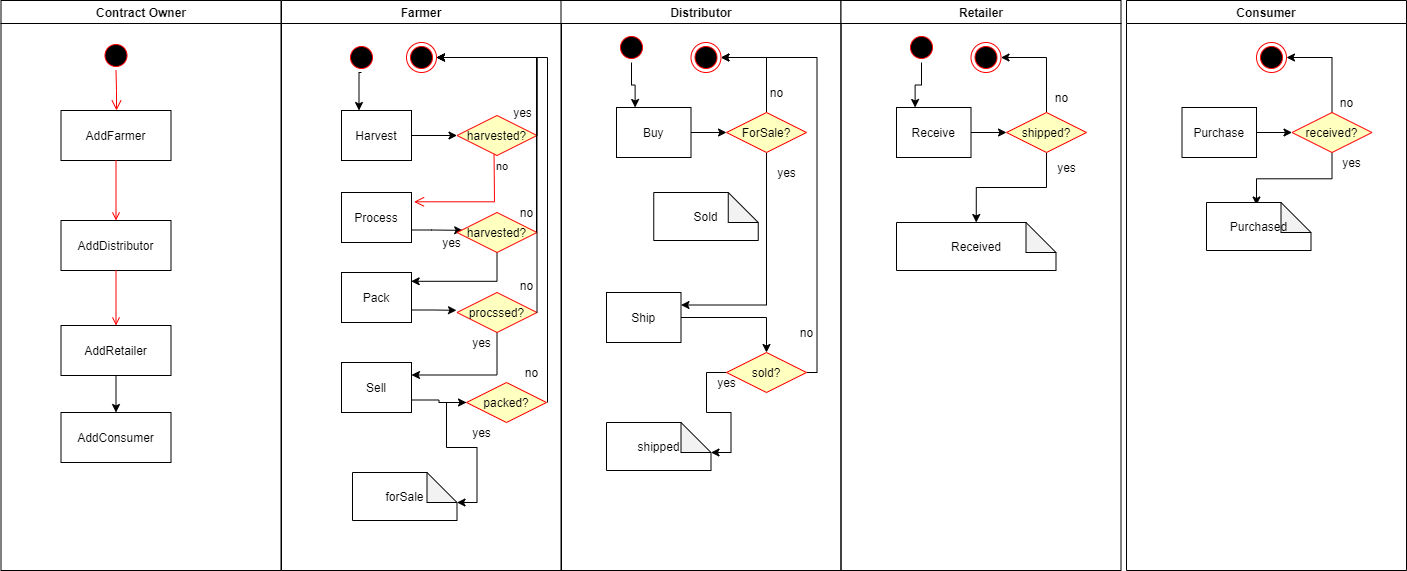 Contract Owner
AddFarmer
AddDistributor
AddRetailer
AddConsumer
Farmer
Harvest
harvested?
yes
no
Process
harvested?
no
yes
Pack
procssed?
no
yes
Sell
packed?
no
yes
forSale
Distributor
Buy
ForSale?
no
yes
Sold
Ship
sold?
no
yes
shipped
Retailer
Receive
shipped?
no
yes
Received
Consumer
Purchase
received?
no
yes
Purchased